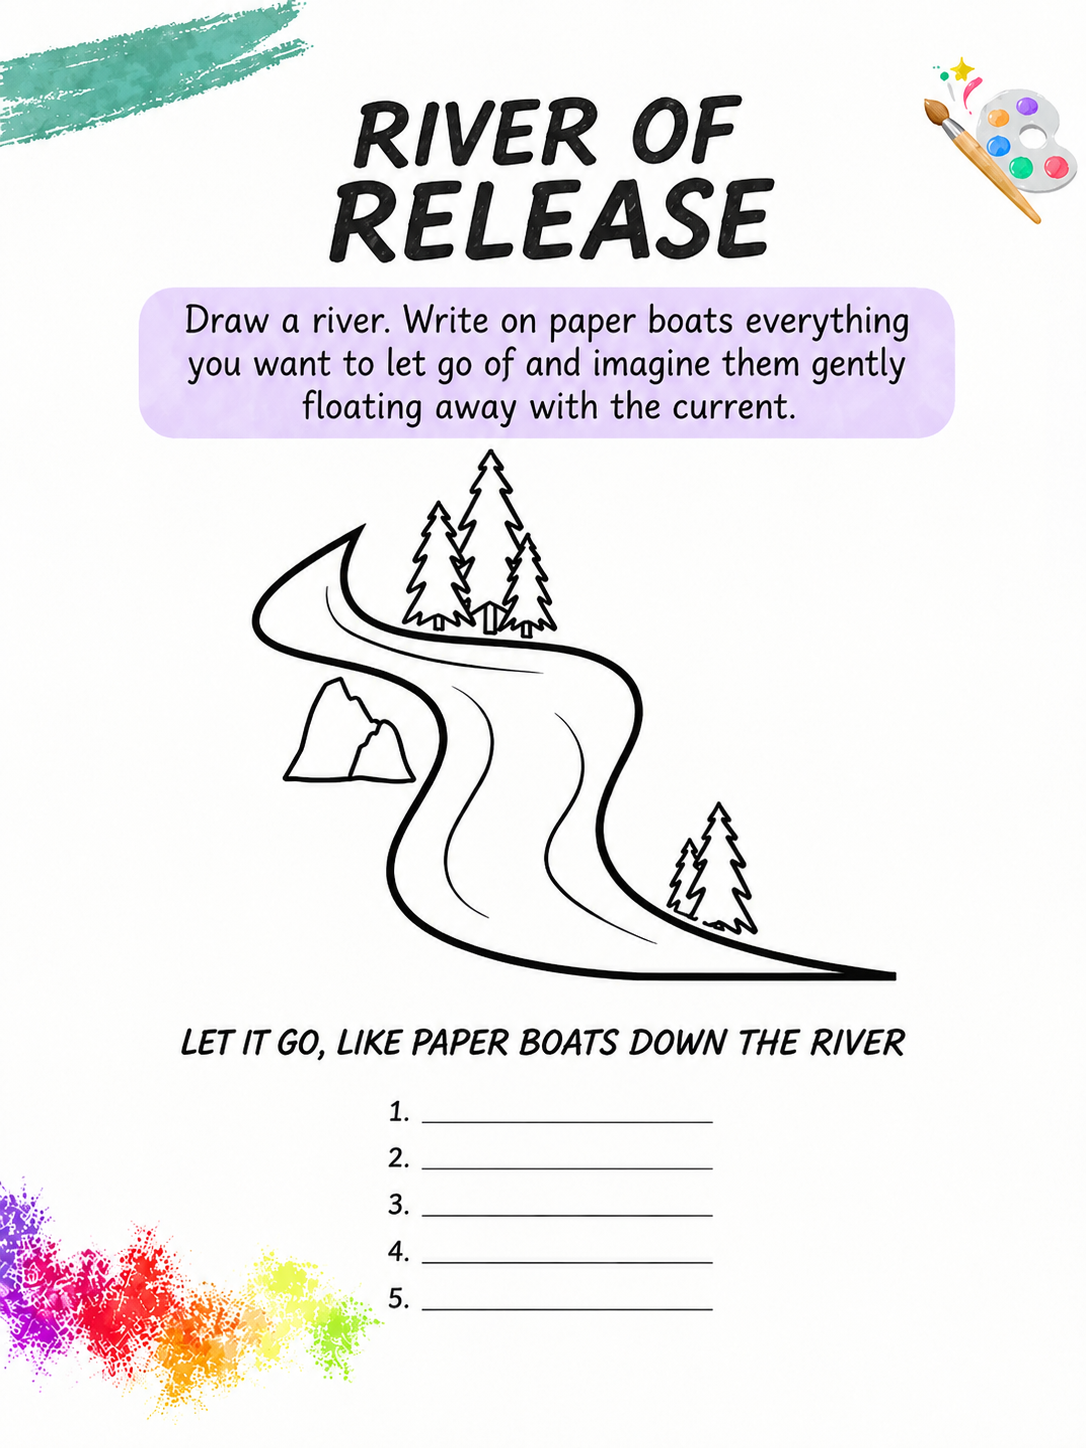 RIVER OF
RELEASE
Draw a river. Write on paper boats everything
you want to let go of and imagine them gently
floating away with the current.
LET IT GO, LIKE PAPER BOATS DOWN THE RIVER
1.
2.
3.
4.
5.